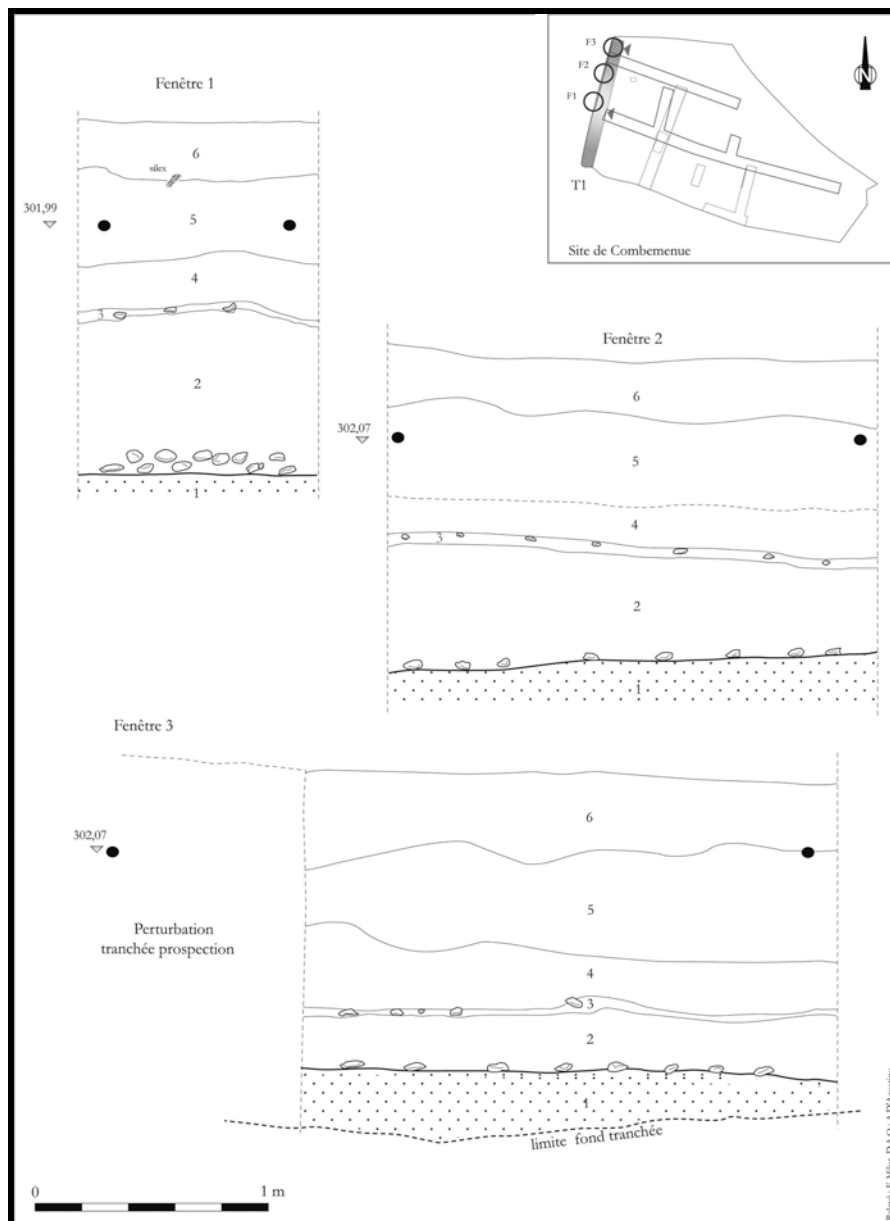 Fenêtre 1
6
silex
301,99
5
4
3
2
1
F3
F2
F1
N
T1
Site de Combemenue
Fenêtre 2
6
302,07
5
4
3
2
1
Fenêtre 3
6
302,07
5
Perturbation
tranchée prospection
4
3
2
1
limite fond tranchée
0
1 m